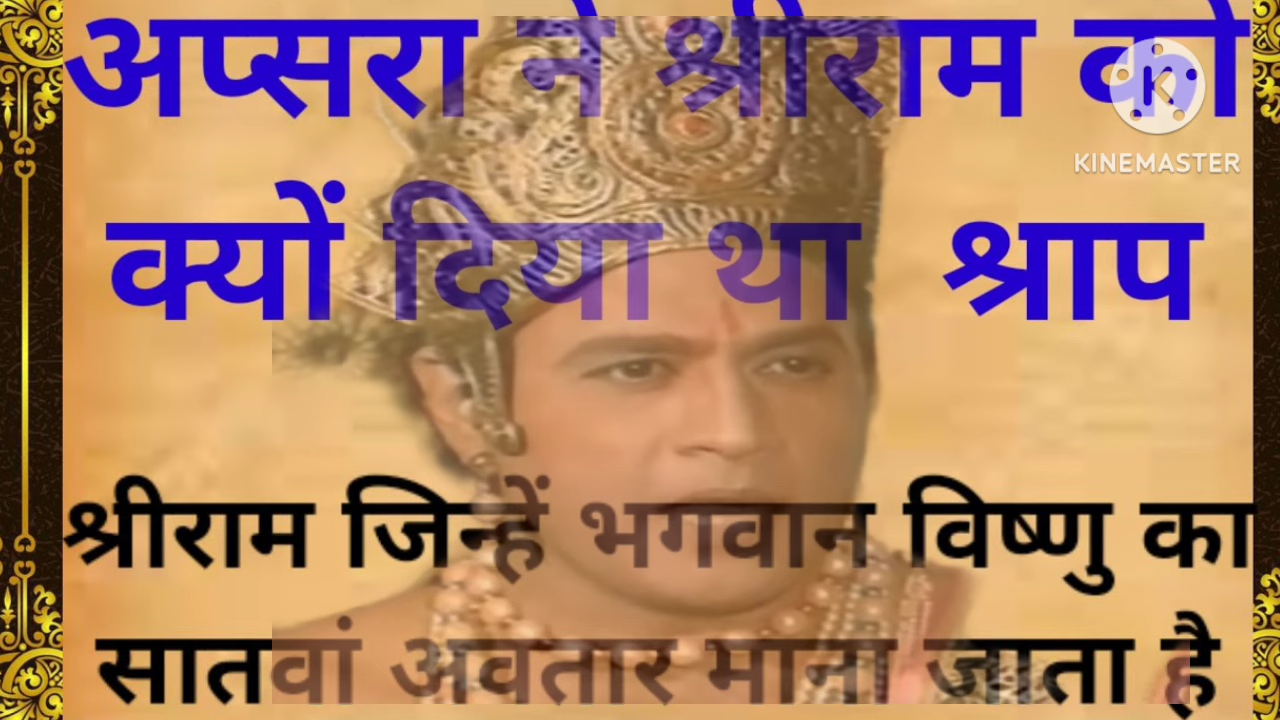 अप्सरा ने श्रीराम को
KINEMASTER
क्यों दिया था श्राप
श्रीराम जिन्हें भगवान विष्णु का
सातवां अवतार माना जाता है